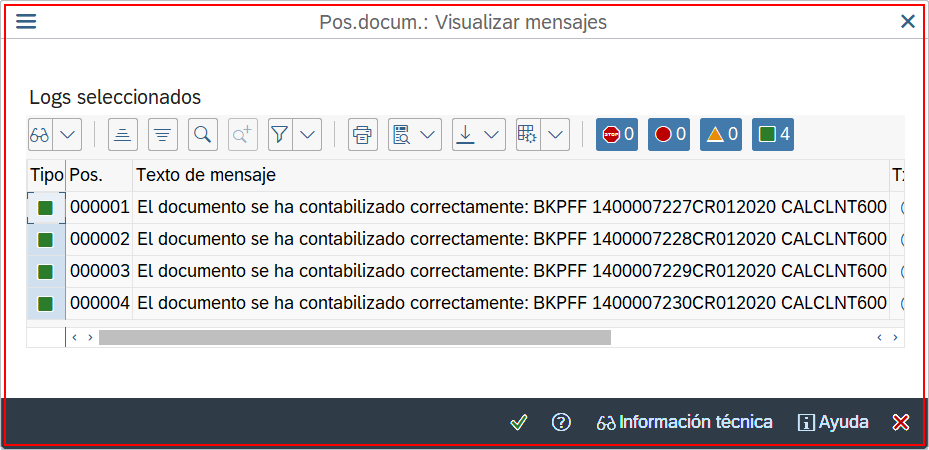 Pos.docum.: Visualizar mensajes
Logs seleccionados
STOP 0 0 0 4
Tipo Pos. Texto de mensaje
000001 El documento se ha contabilizado correctamente: BKPFF 1400007227CR012020 CALCLNT600
000002 El documento se ha contabilizado correctamente: BKPFF 1400007228CR012020 CALCLNT600
000003 El documento se ha contabilizado correctamente: BKPFF 1400007229CR012020 CALCLNT600
000004 El documento se ha contabilizado correctamente: BKPFF 1400007230CR012020 CALCLNT600
Información técnica Ayuda